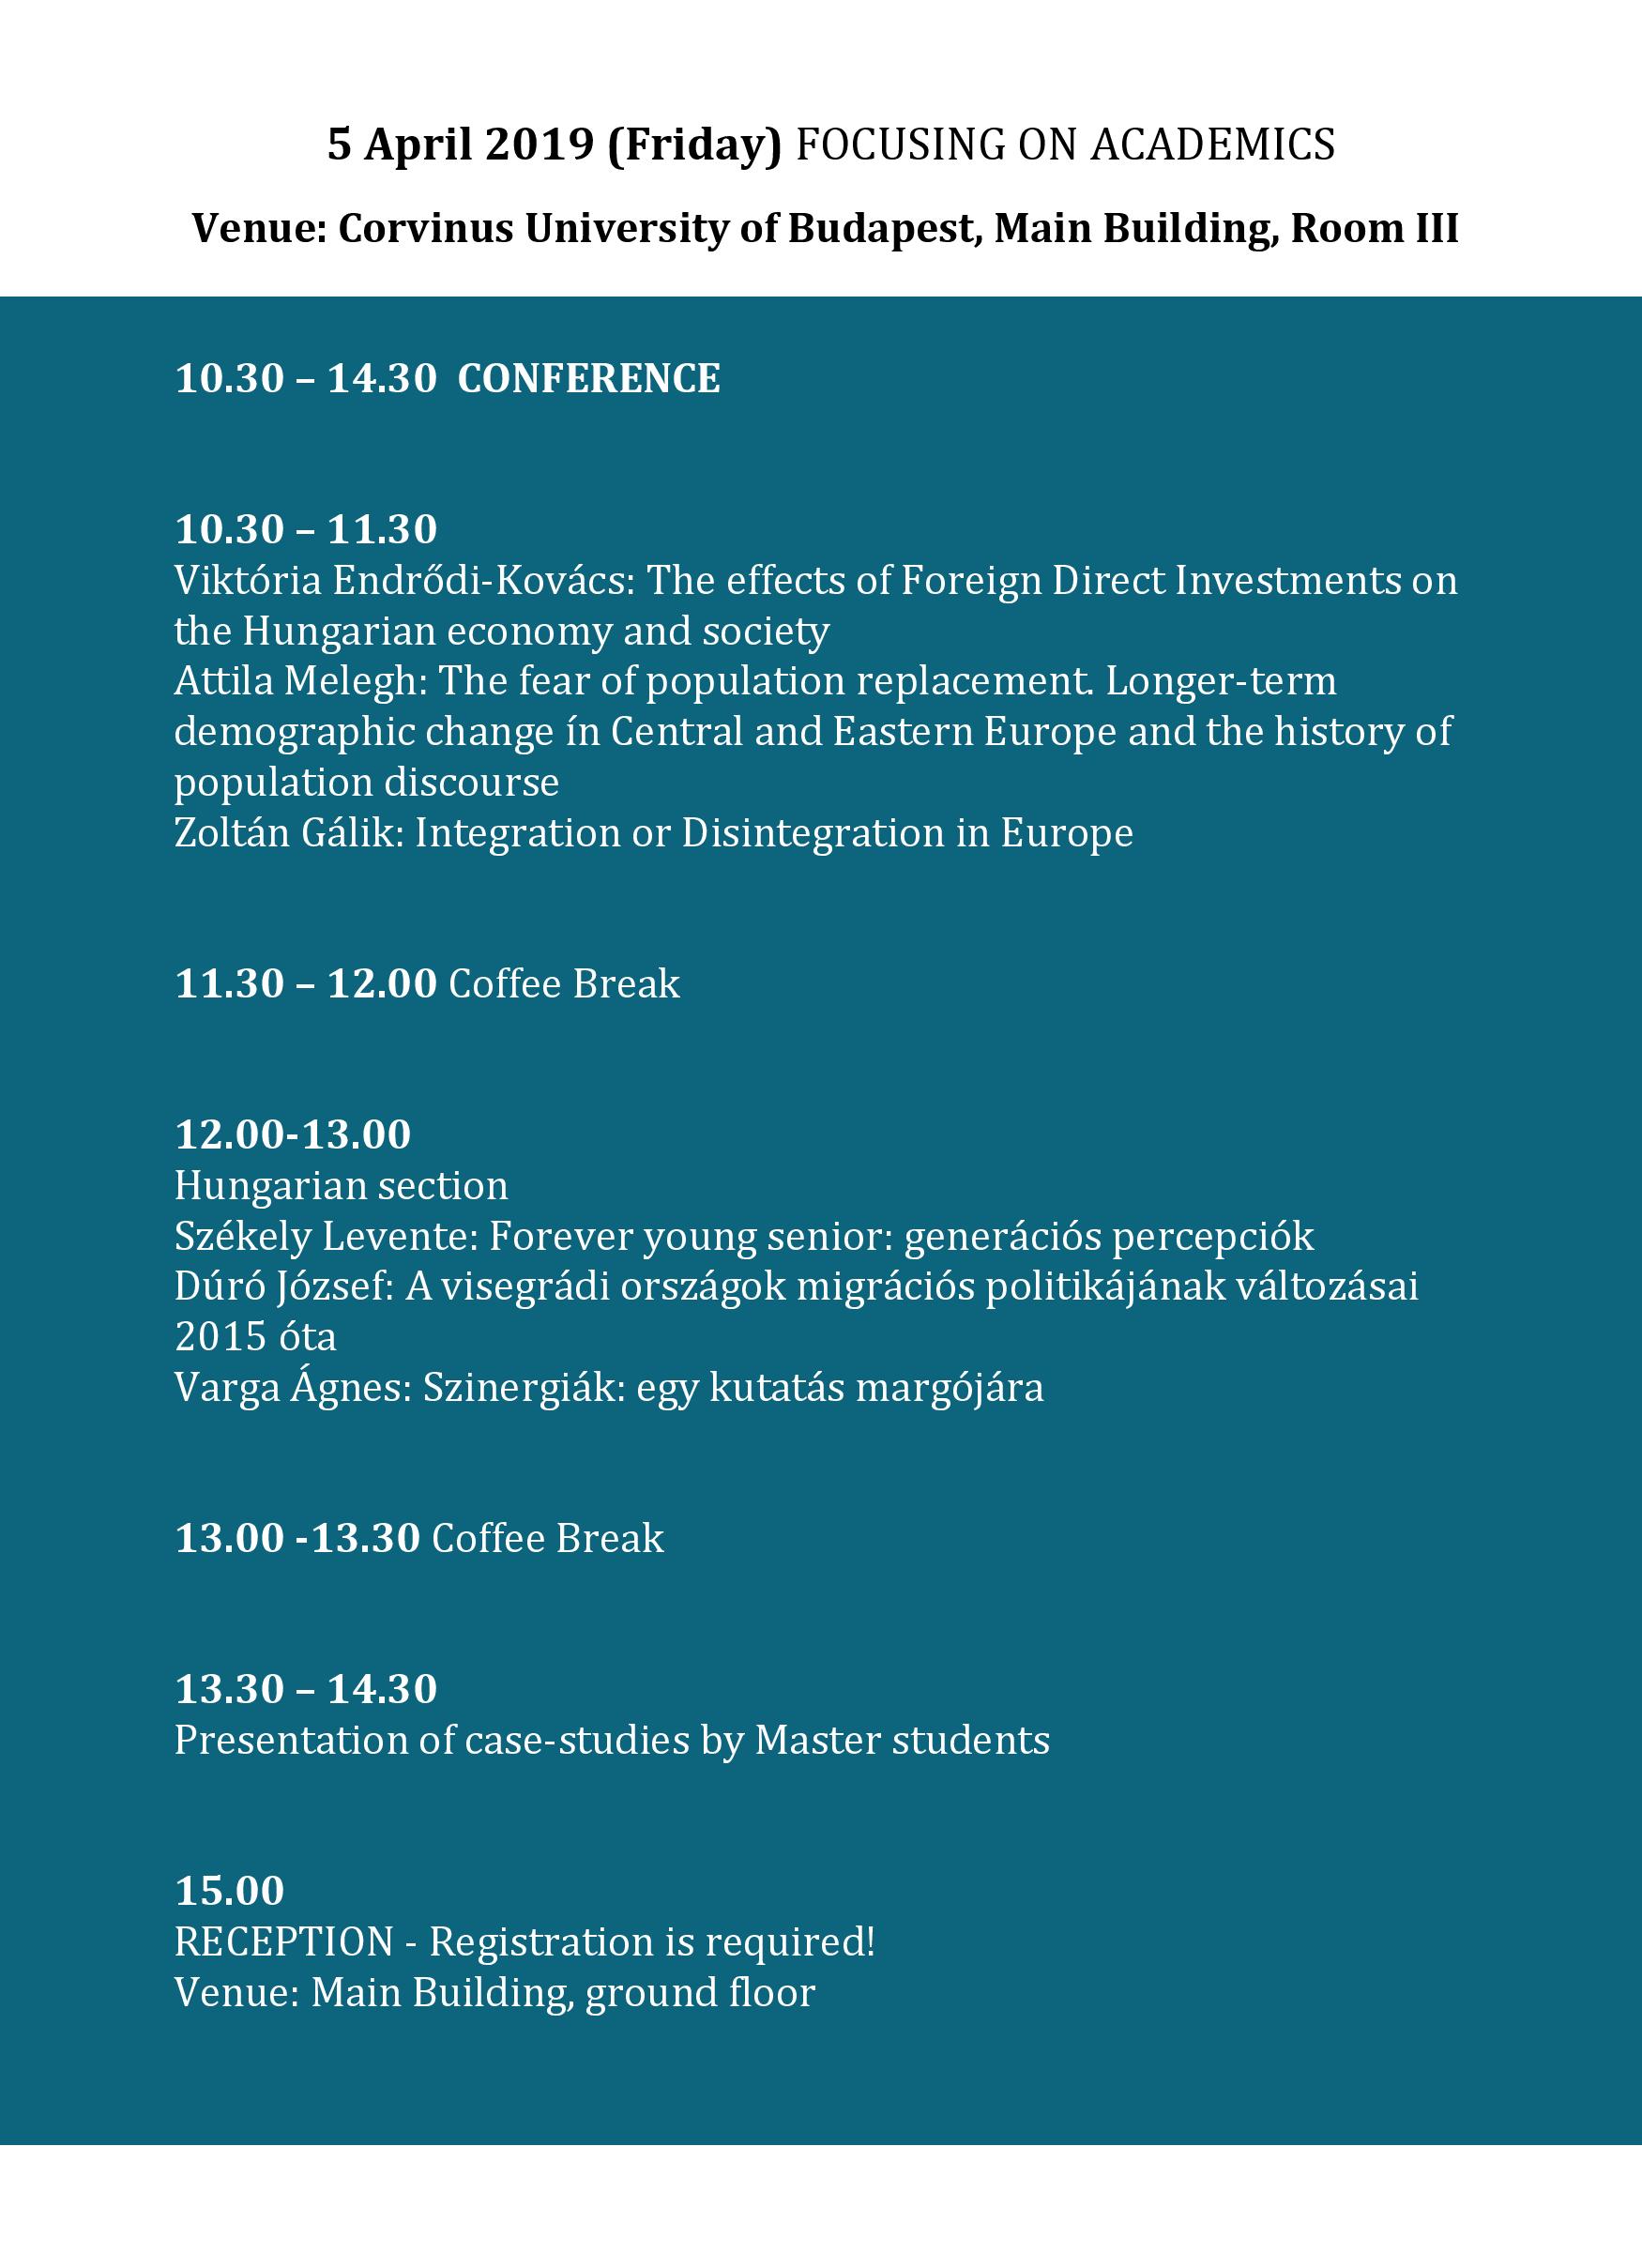 5 April 2019 (Friday) FOCUSING ON ACADEMICS
Venue: Corvinus University of Budapest, Main Building, Room III
10.30 – 14.30 CONFERENCE
10.30 – 11.30
Viktória Endrődi-Kovács: The effects of Foreign Direct Investments on
the Hungarian economy and society
Attila Melegh: The fear of population replacement. Longer-term
demographic change ín Central and Eastern Europe and the history of
population discourse
Zoltán Gálik: Integration or Disintegration in Europe
11.30 – 12.00 Coffee Break
12.00-13.00
Hungarian section
Székely Levente: Forever young senior: generációs percepciók
Dúró József: A visegrádi országok migrációs politikájának változásai
2015 óta
Varga Ágnes: Szinergiák: egy kutatás margójára
13.00 -13.30 Coffee Break
13.30 – 14.30
Presentation of case-studies by Master students
15.00
RECEPTION - Registration is required!
Venue: Main Building, ground floor